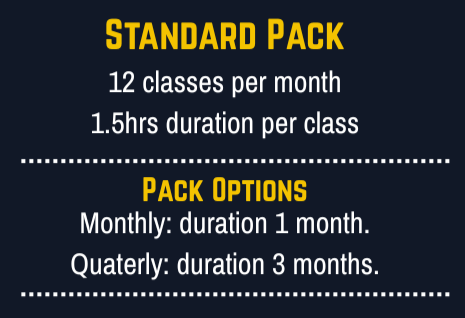 Standard Pack
12 classes per month
1.5hrs duration per class
Pack Options
Monthly: duration 1 month.
Quaterly: duration 3 months.